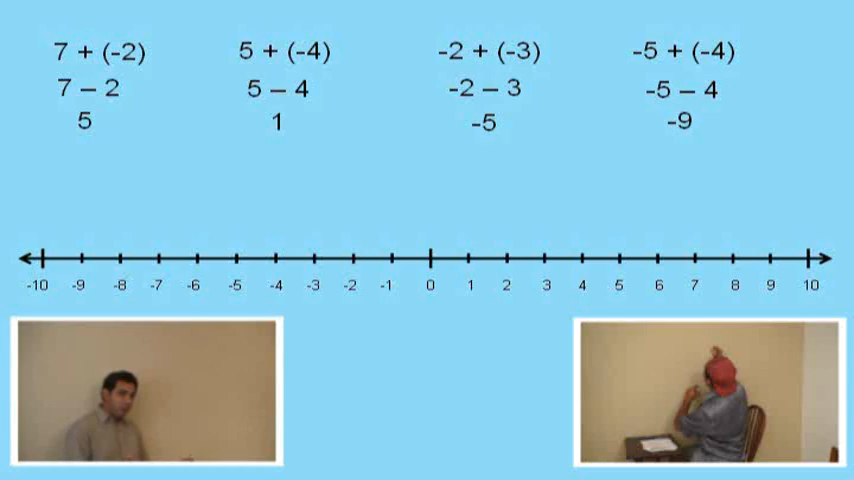 7 + (-2) 5 + (-4) -2 + (-3) -5 + (-4)
7 – 2 5 – 4 -2 – 3 -5 – 4
5 1 -5 -9
-10 -9 -8 -7 -6 -5 -4 -3 -2 -1 0 1 2 3 4 5 6 7 8 9 10